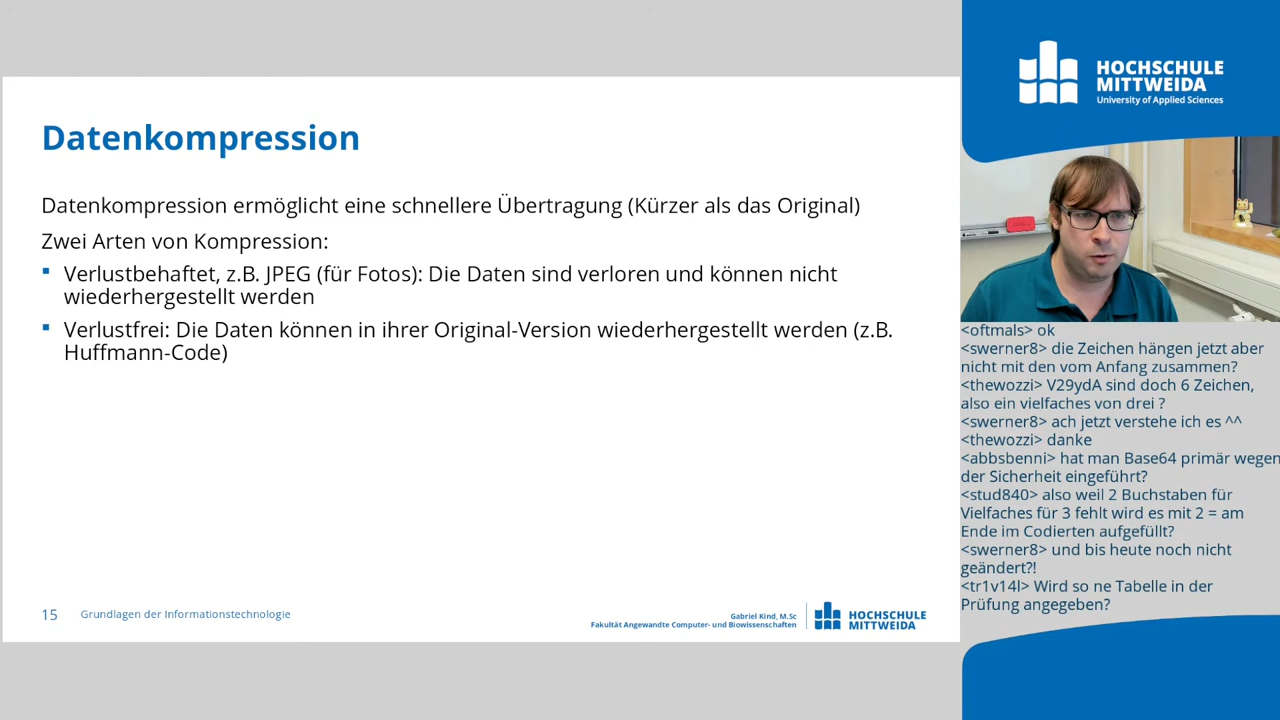 Datenkompression
Datenkompression ermöglicht eine schnellere Übertragung (Kürzer als das Original)
Zwei Arten von Kompression:
Verlustbehaftet, z.B. JPEG (für Fotos): Die Daten sind verloren und können nicht
wiederhergestellt werden
Verlustfrei: Die Daten können in ihrer Original-Version wiederhergestellt werden (z.B.
Huffmann-Code)
15
Grundlagen der Informationstechnologie
Gabriel Kind, M.Sc
Fakultät Angewandte Computer- und Biowissenschaften
HOCHSCHULE
MITTWEIDA
HOCHSCHULE
MITTWEIDA
University of Applied Sciences
<oftmals> ok
<swerner8> die Zeichen hängen jetzt aber
nicht mit den vom Anfang zusammen?
<thewozzi> V29ydA sind doch 6 Zeichen,
also ein vielfaches von drei ?
<swerner8> ach jetzt verstehe ich es ^^
<thewozzi> danke
<abbsbenni> hat man Base64 primär wegen
der Sicherheit eingeführt?
<stud840> also weil 2 Buchstaben für
Vielfaches für 3 fehlt wird es mit 2 = am
Ende im Codierten aufgefüllt?
<swerner8> und bis heute noch nicht
geändert?!
<tr1v14l> Wird so ne Tabelle in der
Prüfung angegeben?